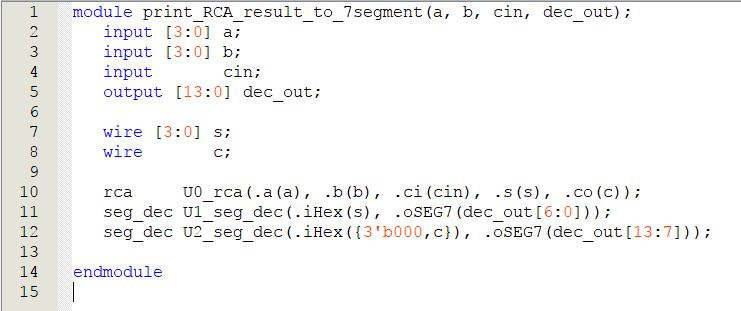 1 module print_RCA_result_to_7segment(a, b, cin, dec_out);
2 input [3:0] a;
3 input [3:0] b;
4 input cin;
5 output [13:0] dec_out;
6
7 wire [3:0] s;
8 wire c;
9
10 rca U0_rca(.a(a), .b(b), .ci(cin), .s(s), .co(c));
11 seg_dec U1_seg_dec(.iHex(s), .oSEG7(dec_out[6:0]));
12 seg_dec U2_seg_dec(.iHex({3'b000,c}), .oSEG7(dec_out[13:7]));
13
14 endmodule
15